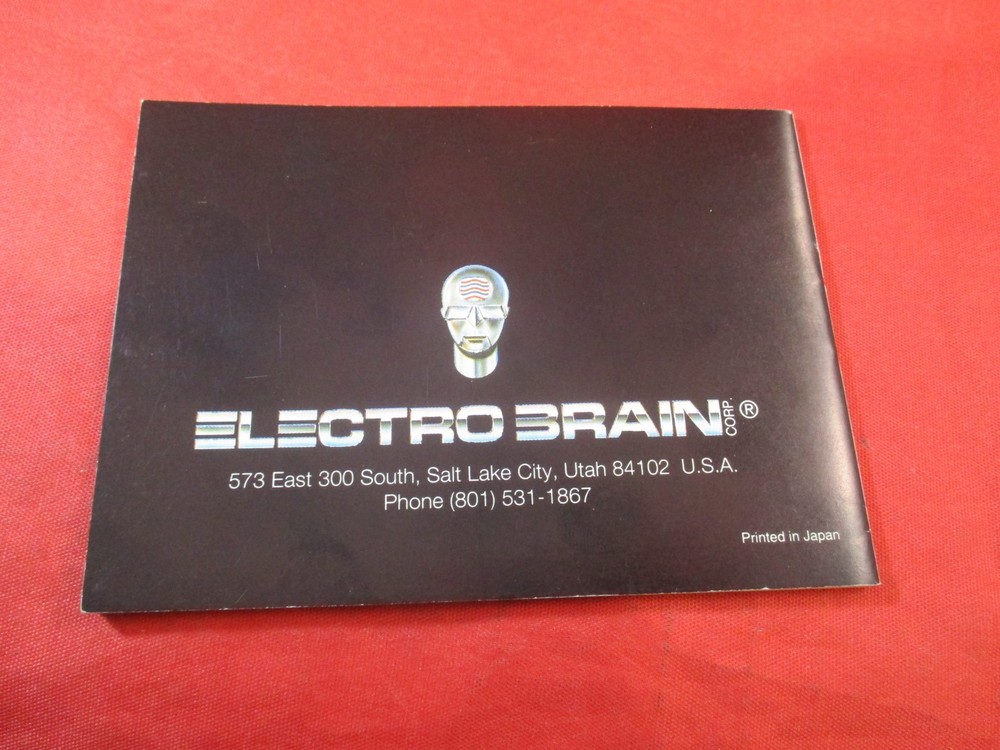 ELECTRO BRAIN CORP. ®
573 East 300 South, Salt Lake City, Utah 84102 U.S.A.
Phone (801) 531-1867
Printed in Japan